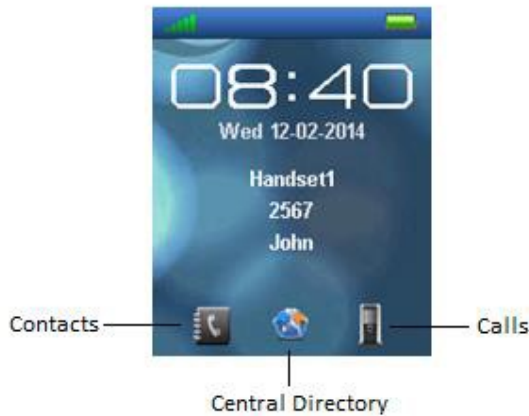 08:40
Wed 12-02-2014
Handset1
2567
John
Contacts
Calls
Central Directory